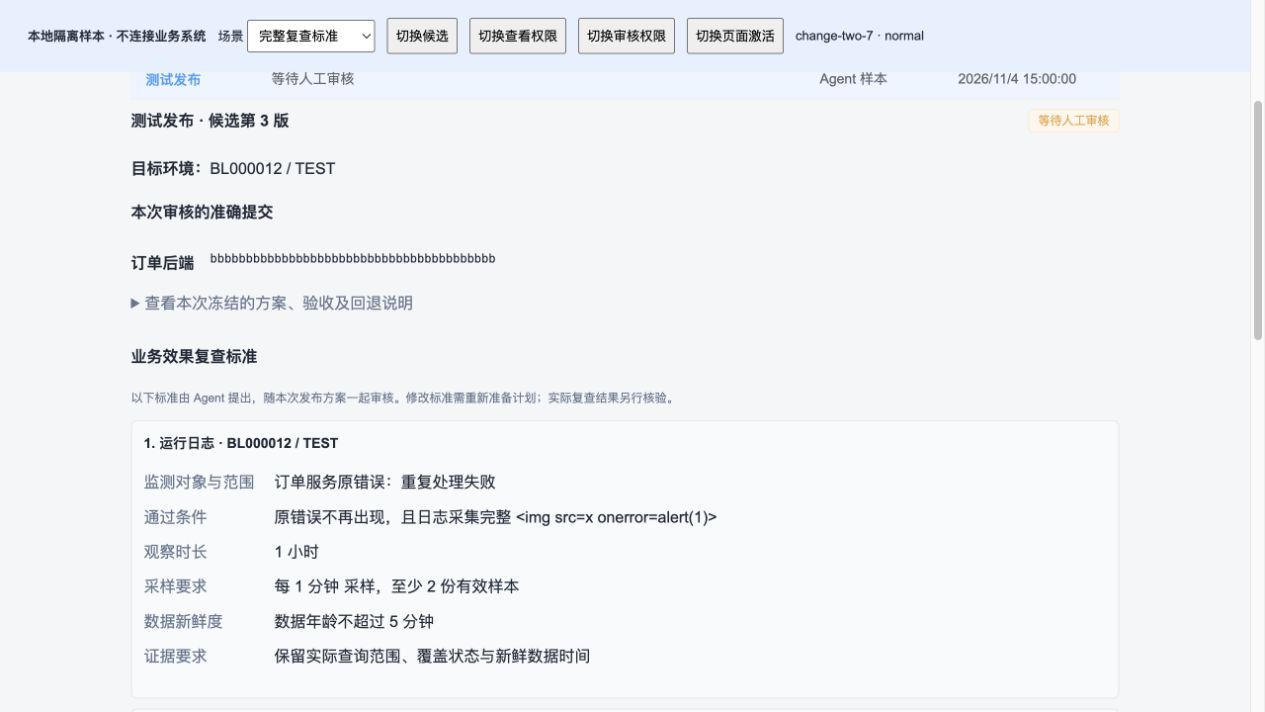 本地隔离样本 · 不连接业务系统 场景 完整复查标准 切换候选 切换查看权限 切换审核权限 切换页面激活 change-two-7 · normal
测试发布 等待人工审核 Agent 样本 2026/11/4 15:00:00
测试发布 · 候选第 3 版 等待人工审核
目标环境：BL000012 / TEST
本次审核的准确提交
订单后端 bbbbbbbbbbbbbbbbbbbbbbbbbbbbbbbbbbbbbbbb
▶ 查看本次冻结的方案、验收及回退说明
业务效果复查标准
以下标准由 Agent 提出，随本次发布方案一起审核。修改标准需重新准备计划；实际复查结果另行核验。
1. 运行日志 · BL000012 / TEST
监测对象与范围 订单服务原错误：重复处理失败
通过条件 原错误不再出现，且日志采集完整 <img src=x onerror=alert(1)>
观察时长 1 小时
采样要求 每 1 分钟 采样，至少 2 份有效样本
数据新鲜度 数据年龄不超过 5 分钟
证据要求 保留实际查询范围、覆盖状态与新鲜数据时间